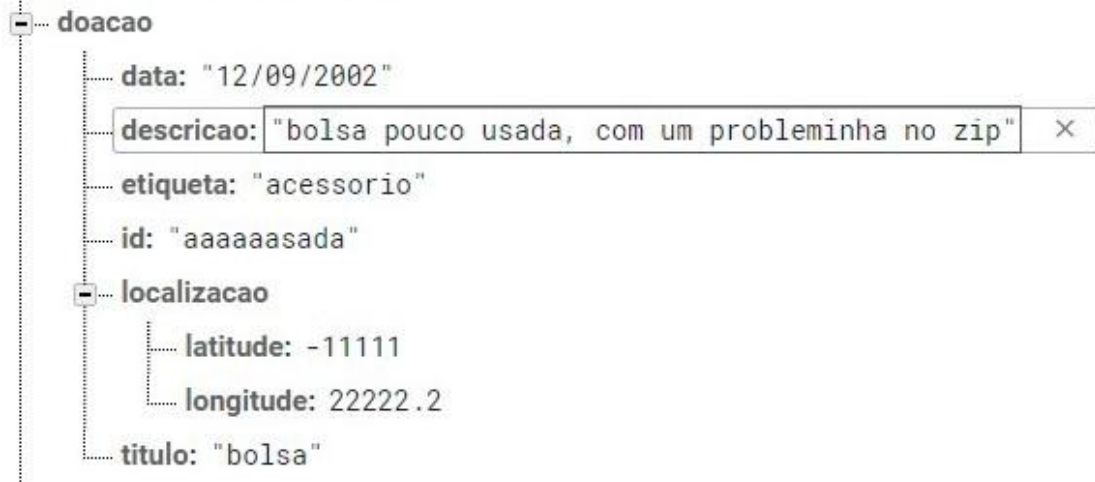 doacao
data: "12/09/2002"
descricao: "bolsa pouco usada, com um probleminha no zip" ×
etiqueta: "acessorio"
id: "aaaaaasada"
localizacao
latitude: -11111
longitude: 22222.2
titulo: "bolsa"